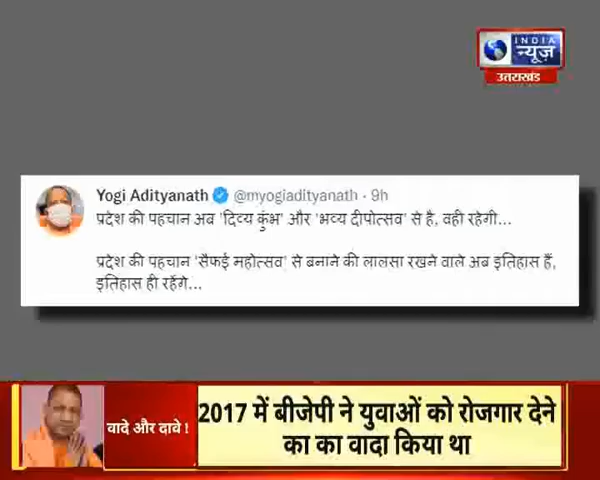 INDIA
न्यूज़
उत्तराखंड
Yogi Adityanath @myogiadityanath · 9h
प्रदेश की पहचान अब 'दिव्य कुंभ' और 'भव्य दीपोत्सव' से है, वही रहेगी...
प्रदेश की पहचान 'सैफई महोत्सव' से बनाने की लालसा रखने वाले अब इतिहास हैं,
इतिहास ही रहेंगे...
वादे और दावे !
2017 में बीजेपी ने युवाओं को रोजगार देने
का का वादा किया था